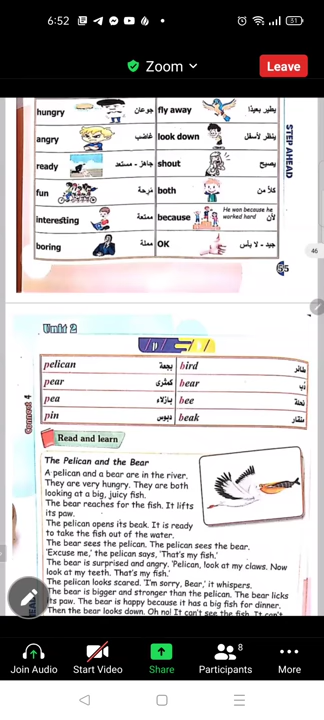 6:52
31
Zoom
Leave
hungry جوعان fly away يطير بعيدًا
angry غاضب look down ينظر لأسفل
ready جاهز - مستعد shout يصيح
fun مَرِحة both كلاً من
interesting ممتعة because He won because he worked hard لأن
boring مملة OK جيد - لا بأس
STEP AHEAD
46
55
Unit 2
/p/ /b/
pelican بجعة bird طائر
pear كمثرى bear دُب
pea بازلاء bee نحلة
pin دبوس beak منقار
Connect 4
Read and learn
The Pelican and the Bear
A pelican and a bear are in the river.
They are very hungry. They are both
looking at a big, juicy fish.
The bear reaches for the fish. It lifts
its paw.
The pelican opens its beak. It is ready
to take the fish out of the water.
The bear sees the pelican. The pelican sees the bear.
'Excuse me,' the pelican says, 'That's my fish.'
The bear is surprised and angry. 'Pelican, look at my claws. Now
look at my teeth. That's my fish.'
The pelican looks scared. 'I'm sorry, Bear,' it whispers.
The bear is bigger and stronger than the pelican. The bear licks
its paw. The bear is happy because it has a big fish for dinner.
Then the bear looks down. Oh no! It can't see the fish. It can't
Join Audio
Start Video
Share
8
Participants
More